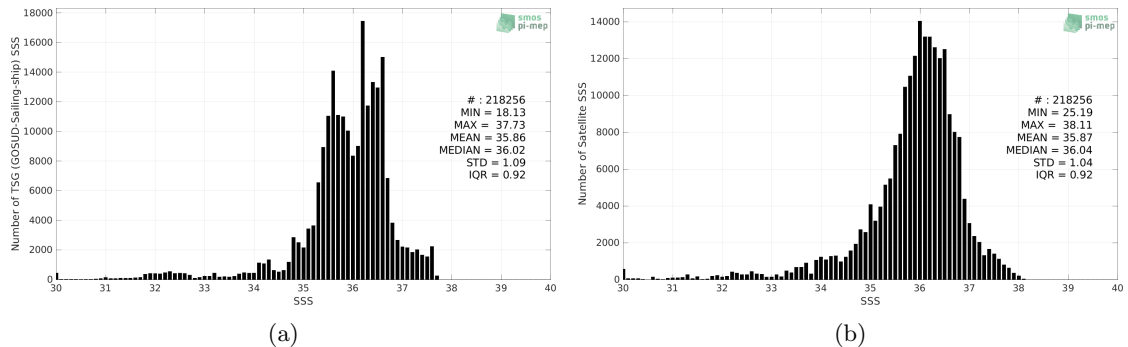 18000
16000
14000
12000
10000
8000
6000
4000
2000
0
Number of TSG (GOSUD-Sailing-ship) SSS
30 31 32 33 34 35 36 37 38 39 40
SSS
smos
pi-mep
# : 218256
MIN = 18.13
MAX = 37.73
MEAN = 35.86
MEDIAN = 36.02
STD = 1.09
IQR = 0.92
(a)
14000
12000
10000
8000
6000
4000
2000
0
Number of Satellite SSS
30 31 32 33 34 35 36 37 38 39 40
SSS
smos
pi-mep
# : 218256
MIN = 25.19
MAX = 38.11
MEAN = 35.87
MEDIAN = 36.04
STD = 1.04
IQR = 0.92
(b)